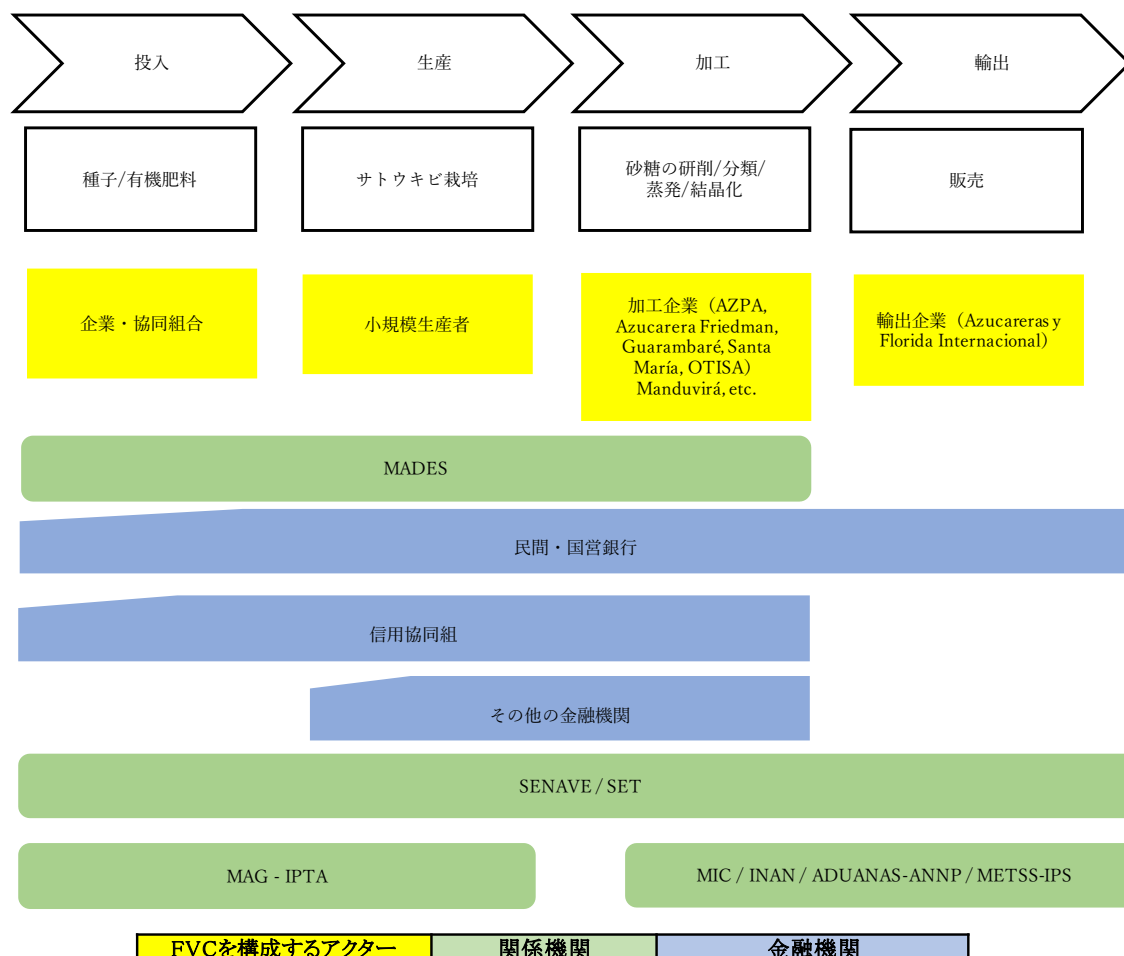 投入
生産
加工
輸出
種子/有機肥料
サトウキビ栽培
砂糖の研削/分類/
蒸発/結晶化
販売
企業・協同組合
小規模生産者
加工企業（AZPA,
Azucarera Friedman,
Guarambaré, Santa
María, OTISA）
Manduvirá, etc.
輸出企業（Azucareras y
Florida Internacional）
MADES
民間・国営銀行
信用協同組
その他の金融機関
SENAVE / SET
MAG - IPTA
MIC / INAN / ADUANAS-ANNP / METSS-IPS
FVCを構成するアクター
関係機関
金融機関